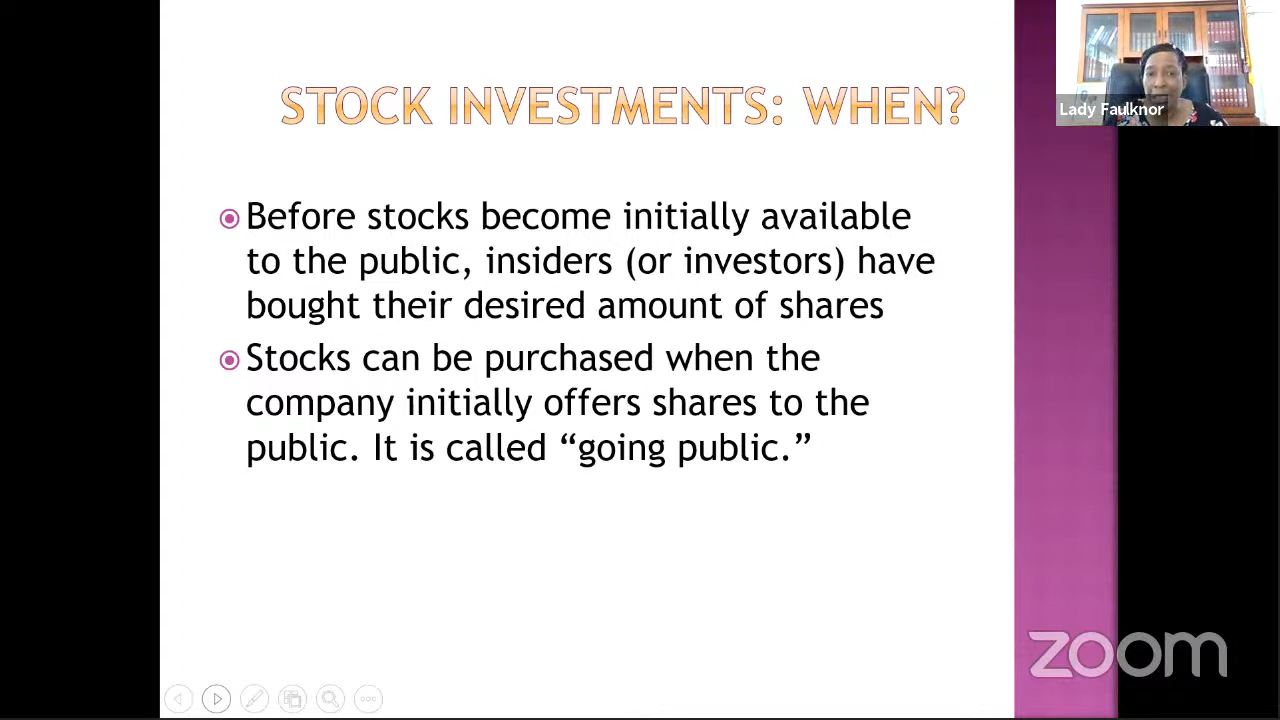 STOCK INVESTMENTS: WHEN?
Before stocks become initially available
to the public, insiders (or investors) have
bought their desired amount of shares
Stocks can be purchased when the
company initially offers shares to the
public. It is called “going public.”
Lady Faulknor
zoom